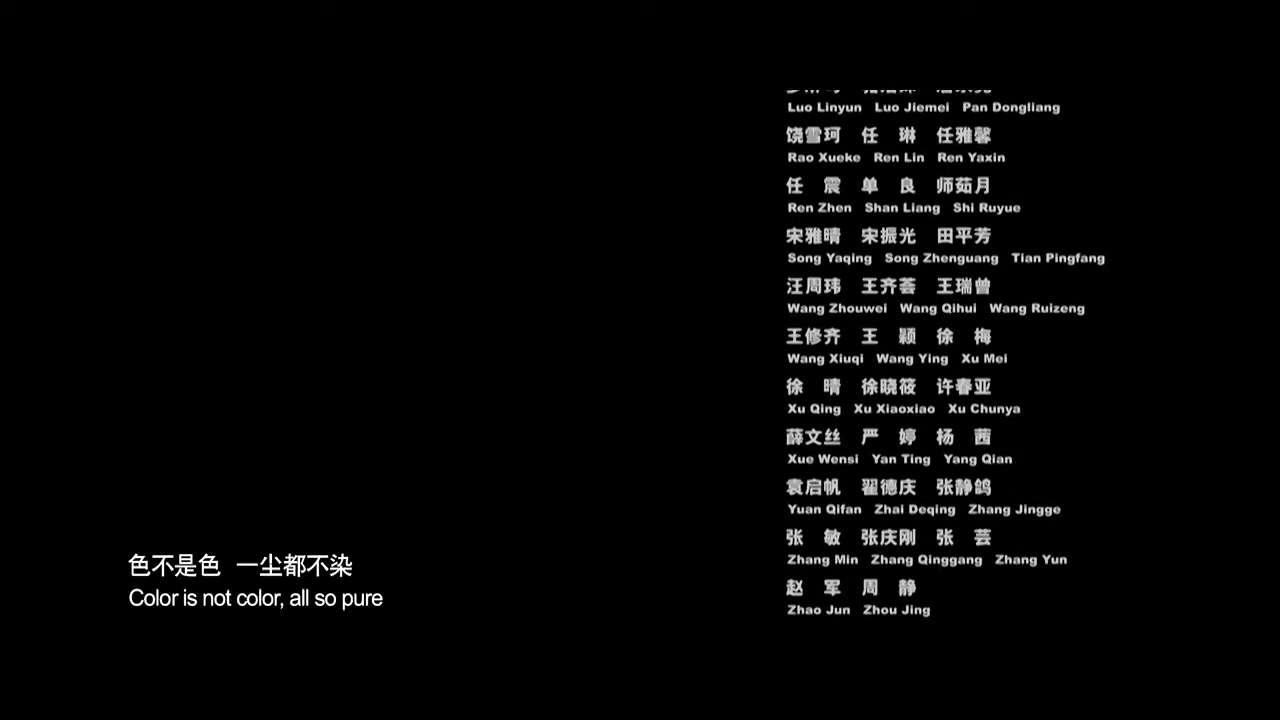 Luo Linyun Luo Jiemei Pan Dongliang
饶雪珂 任 琳 任雅馨
Rao Xueke Ren Lin Ren Yaxin
任 震 单 良 师茹月
Ren Zhen Shan Liang Shi Ruyue
宋雅晴 宋振光 田平芳
Song Yaqing Song Zhenguang Tian Pingfang
汪周玮 王齐荟 王瑞曾
Wang Zhouwei Wang Qihui Wang Ruizeng
王修齐 王 颖 徐 梅
Wang Xiuqi Wang Ying Xu Mei
徐 晴 徐晓筱 许春亚
Xu Qing Xu Xiaoxiao Xu Chunya
薛文丝 严 婷 杨 茜
Xue Wensi Yan Ting Yang Qian
袁启帆 翟德庆 张静鸽
Yuan Qifan Zhai Deqing Zhang Jingge
张 敏 张庆刚 张 芸
Zhang Min Zhang Qinggang Zhang Yun
赵 军 周 静
Zhao Jun Zhou Jing
色不是色 一尘都不染
Color is not color, all so pure